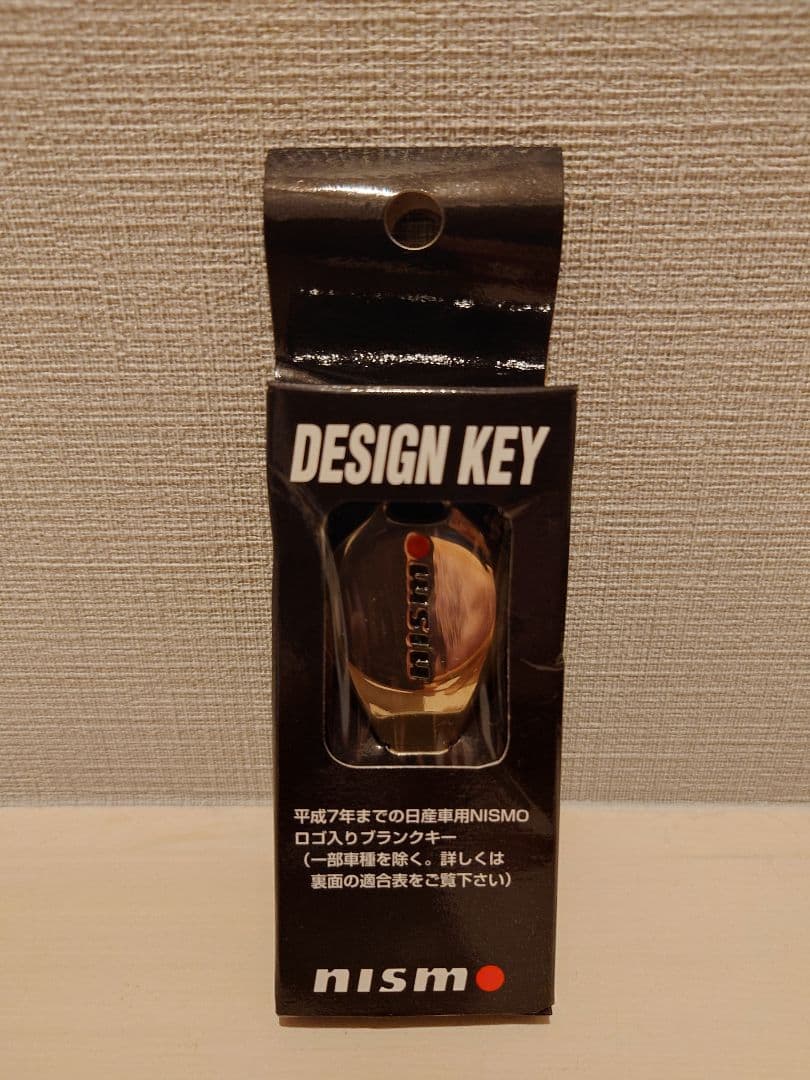 DESIGN KEY
nismo
平成7年までの日産車用NISMO
ロゴ入りブランクキー
(一部車種を除く。詳しくは
裏面の適合表をご覧下さい)
nismo